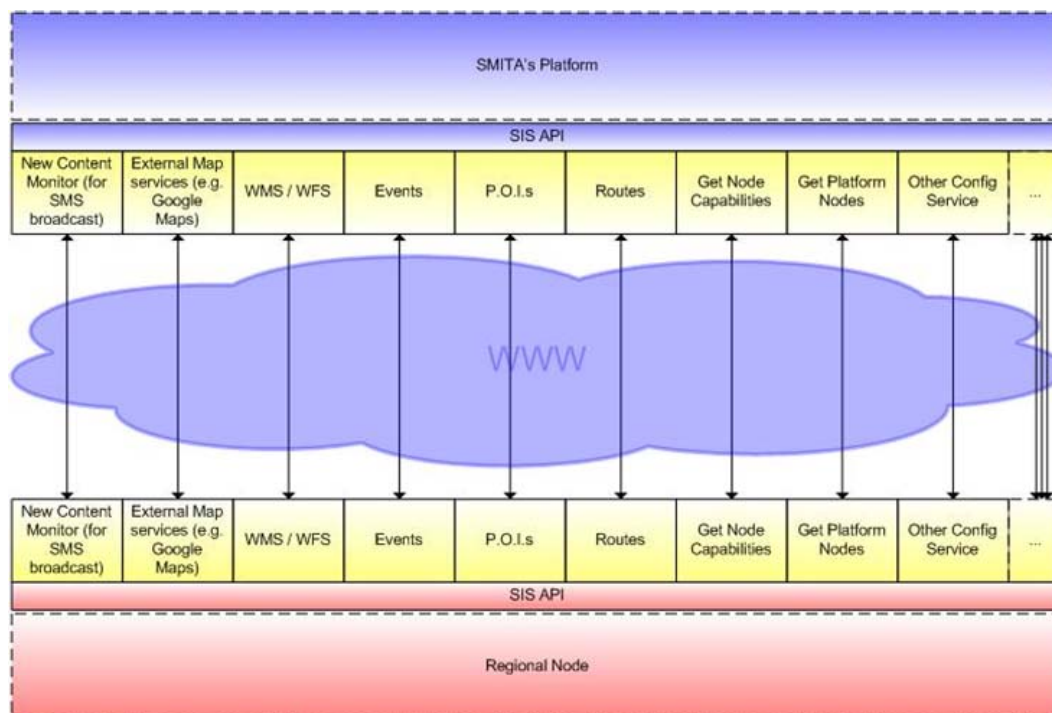 SMITA's Platform
SIS API
New Content
Monitor (for
SMS
broadcast)
External Map
services (e.g.
Google
Maps)
WMS / WFS
Events
P.O.I.s
Routes
Get Node
Capabilities
Get Platform
Nodes
Other Config
Service
...
WWW
New Content
Monitor (for
SMS
broadcast)
External Map
services (e.g.
Google
Maps)
WMS / WFS
Events
P.O.I.s
Routes
Get Node
Capabilities
Get Platform
Nodes
Other Config
Service
...
SIS API
Regional Node